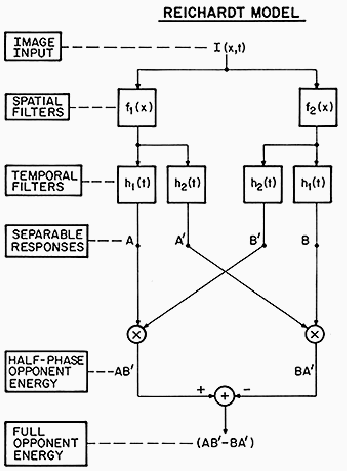 REICHARDT MODEL
IMAGE
INPUT
I(x,t)
SPATIAL
FILTERS
f₁(x)
f₂(x)
TEMPORAL
FILTERS
h₁(t)
h₂(t)
h₂(t)
h₁(t)
SEPARABLE
RESPONSES
A
A′
B′
B
×
×
HALF-PHASE
OPPONENT
ENERGY
AB′
BA′
+
+
−
FULL
OPPONENT
ENERGY
(AB′−BA′)